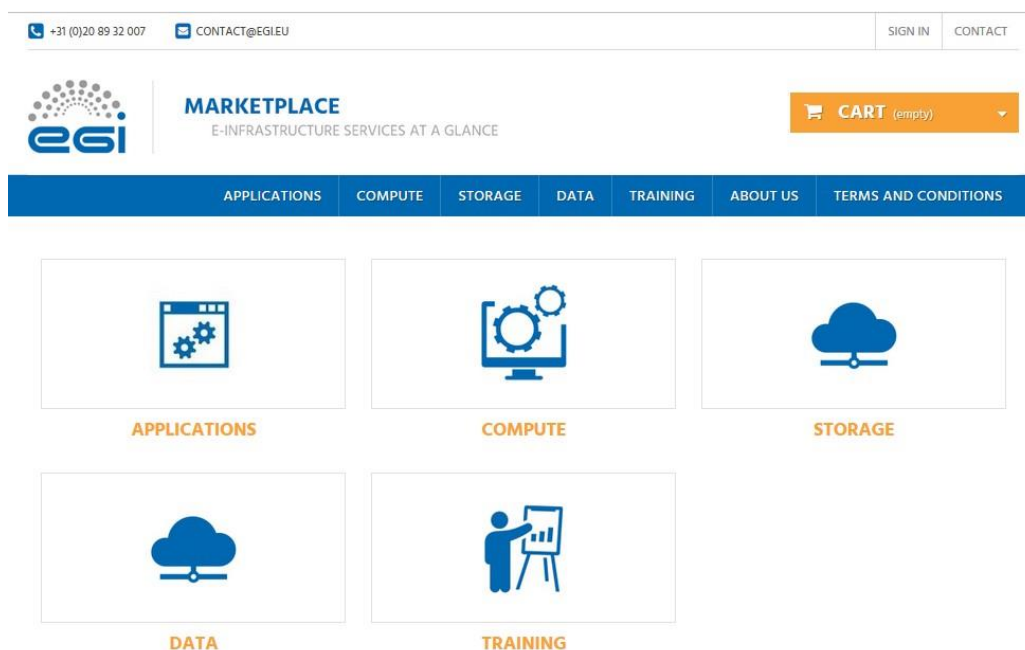 +31 (0)20 89 32 007 CONTACT@EGI.EU SIGN IN CONTACT
egi
MARKETPLACE
E-INFRASTRUCTURE SERVICES AT A GLANCE
CART (empty)
APPLICATIONS COMPUTE STORAGE DATA TRAINING ABOUT US TERMS AND CONDITIONS
APPLICATIONS COMPUTE STORAGE
DATA TRAINING